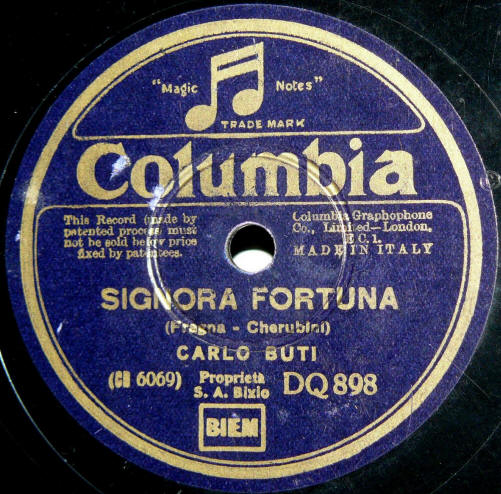 "Magic Notes"
TRADE MARK
Columbia
This Record (made by
patented process) must
not be sold below price
fixed by patentees.
Columbia Graphophone
Co., Limited—London,
E C.1.
MADE IN ITALY
SIGNORA FORTUNA
(Fragna - Cherubini)
CARLO BUTI
(CB 6069)
Proprietà
S. A. Bixio
DQ 898
BIEM